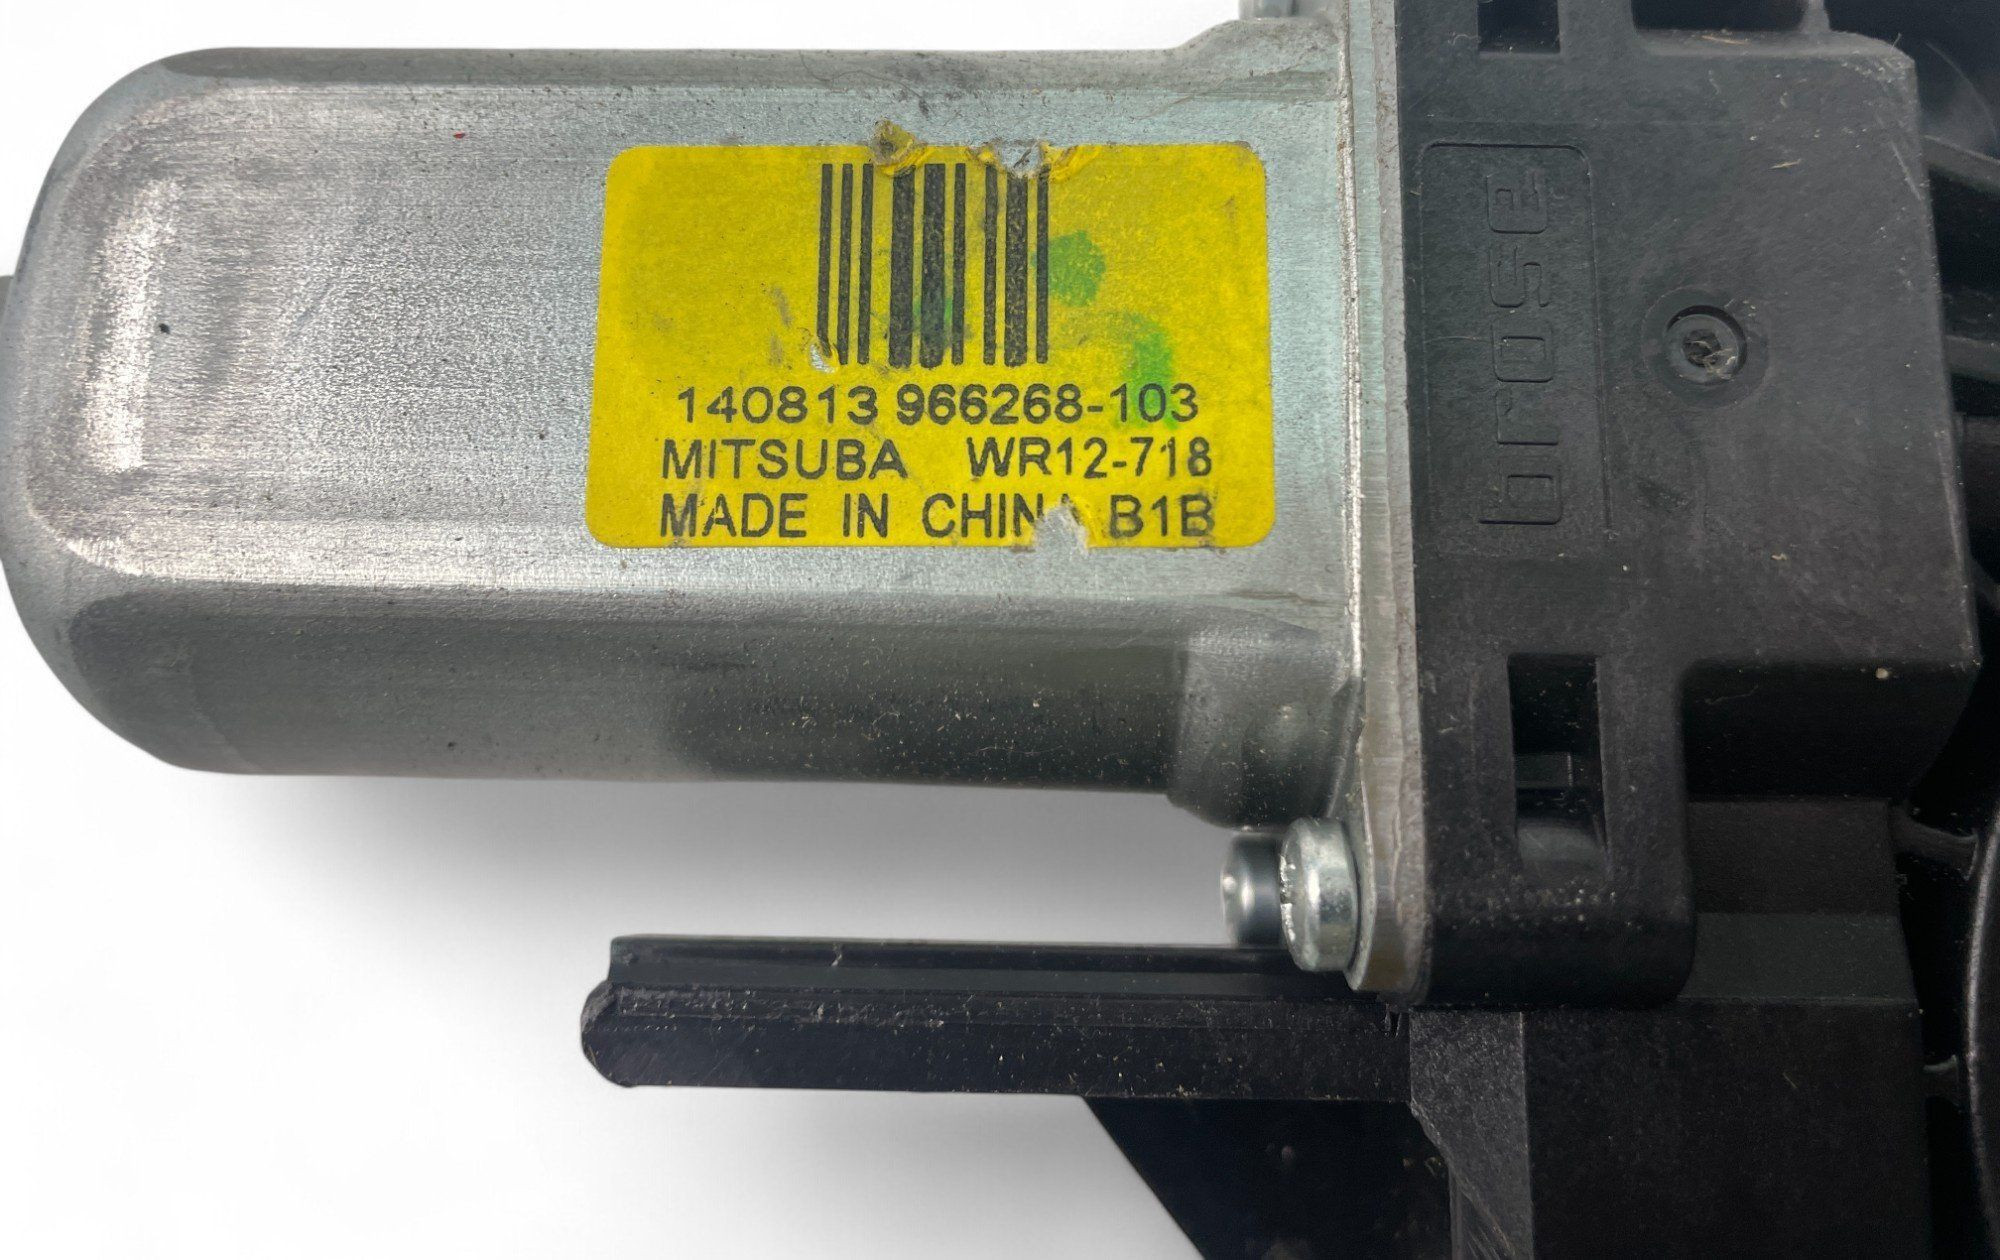 140813 966268-103
MITSUBA WR12-718
MADE IN CHINA B1B
brose